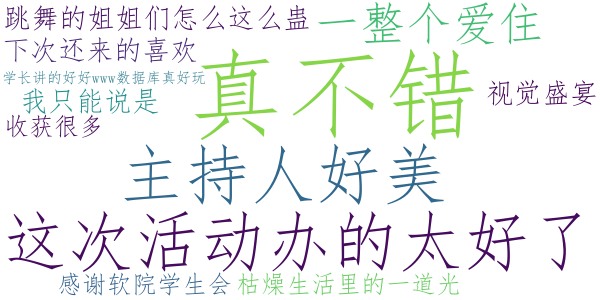 跳舞的姐姐们怎么这么蛊
一整个爱住
下次还来的喜欢
学长讲的好好www数据库真好玩
我只能说是
真不错
视觉盛宴
收获很多
主持人好美
这次活动办的太好了
感谢软院学生会
枯燥生活里的一道光